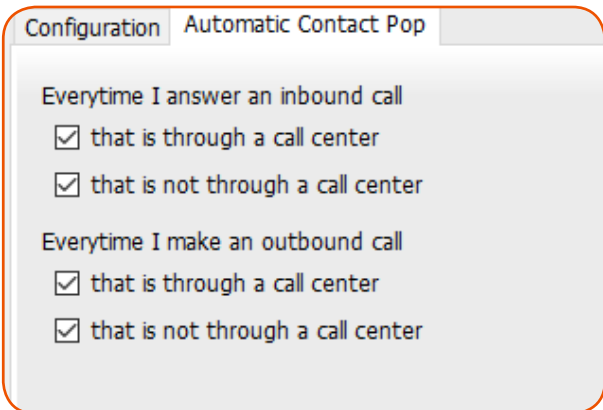 Configuration Automatic Contact Pop
Everytime I answer an inbound call
that is through a call center
that is not through a call center
Everytime I make an outbound call
that is through a call center
that is not through a call center